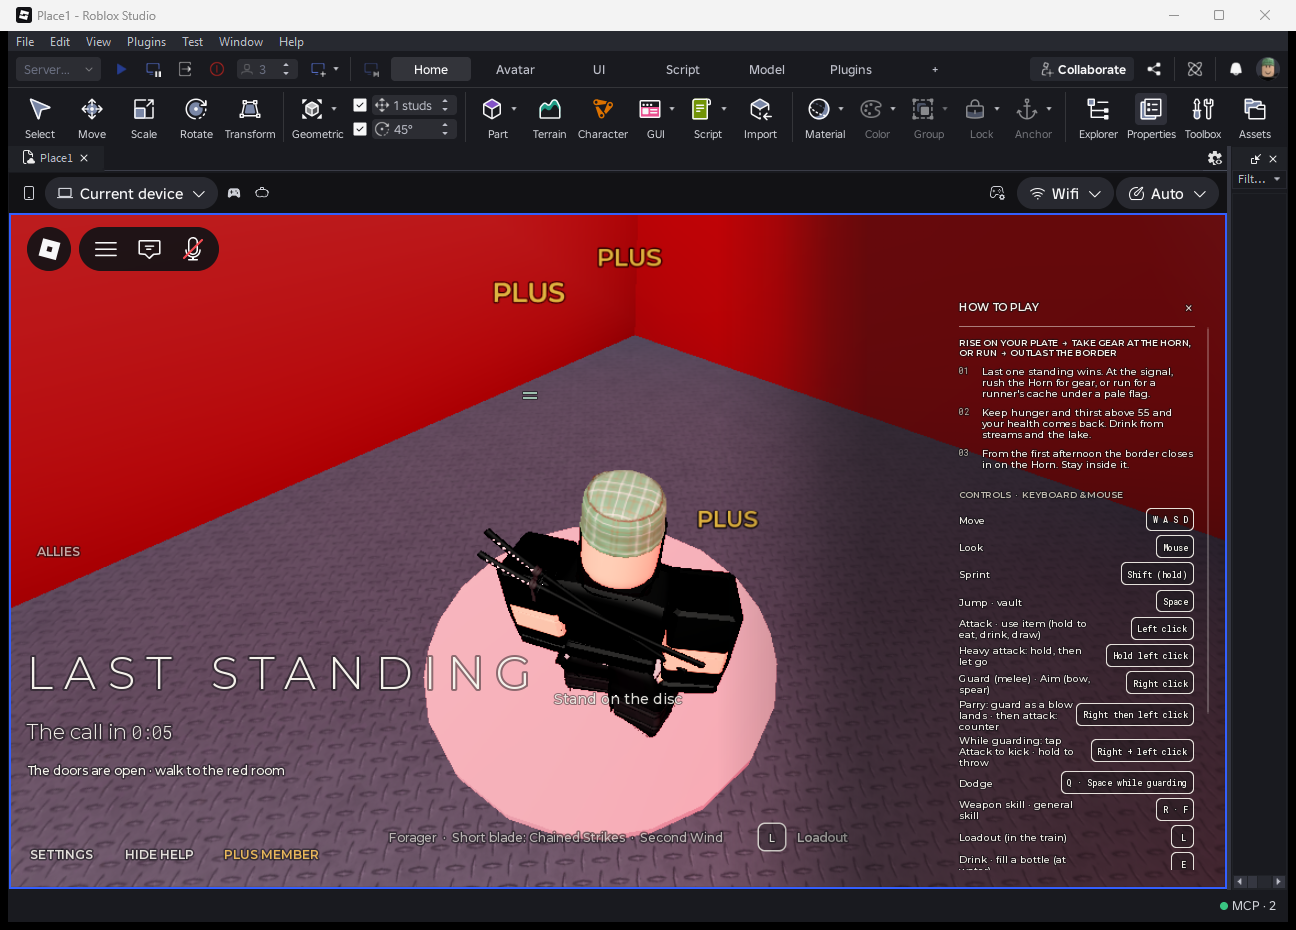 Place1 - Roblox Studio
File Edit View Plugins Test Window Help
Server... 3 Home Avatar UI Script Model Plugins + Collaborate
1 studs
45°
Select Move Scale Rotate Transform Geometric Part Terrain Character GUI Script Import Material Color Group Lock Anchor Explorer Properties Toolbox Assets
Place1
Filt...
Current device Wifi Auto
PLUS
PLUS
PLUS
HOW TO PLAY ×
RISE ON YOUR PLATE → TAKE GEAR AT THE HORN,
OR RUN → OUTLAST THE BORDER
01 Last one standing wins. At the signal,
rush the Horn for gear, or run for a
runner's cache under a pale flag.
02 Keep hunger and thirst above 55 and
your health comes back. Drink from
streams and the lake.
03 From the first afternoon the border closes
in on the Horn. Stay inside it.
CONTROLS · KEYBOARD & MOUSE
Move W A S D
Look Mouse
Sprint Shift (hold)
Jump · vault Space
Attack · use item (hold to
eat, drink, draw) Left click
Heavy attack: hold, then
let go Hold left click
Guard (melee) · Aim (bow,
spear) Right click
Parry: guard as a blow
lands · then attack:
counter Right then left click
While guarding: tap
Attack to kick · hold to
throw Right + left click
Dodge Q · Space while guarding
Weapon skill · general
skill R · F
Loadout (in the train) L
Drink · fill a bottle (at
water) E
ALLIES
LAST STANDING
Stand on the disc
The call in 0:05
The doors are open · walk to the red room
Forager · Short blade: Chained Strikes · Second Wind L Loadout
SETTINGS HIDE HELP PLUS MEMBER
MCP · 2